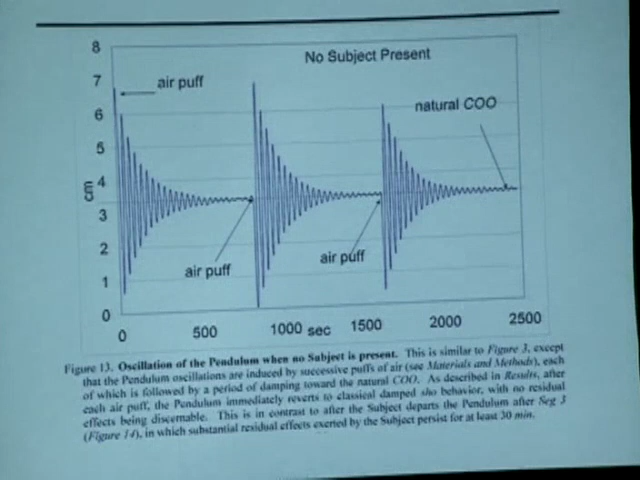 8
No Subject Present
7
air puff
6
natural COO
5
cm
4
3
2
air puff
air puff
1
0
0
500
1000 sec
1500
2000
2500
Figure 13. Oscillation of the Pendulum when no Subject is present. This is similar to Figure 3, except
that the Pendulum oscillations are induced by successive puffs of air (see Materials and Methods), each
of which is followed by a period of damping toward the natural COO. As described in Results, after
each air puff, the Pendulum immediately reverts to classical damped sho behavior, with no residual
effects being discernable. This is in contrast to after the Subject departs the Pendulum after Seg 3
(Figure 14), in which substantial residual effects exerted by the Subject persist for at least 30 min.